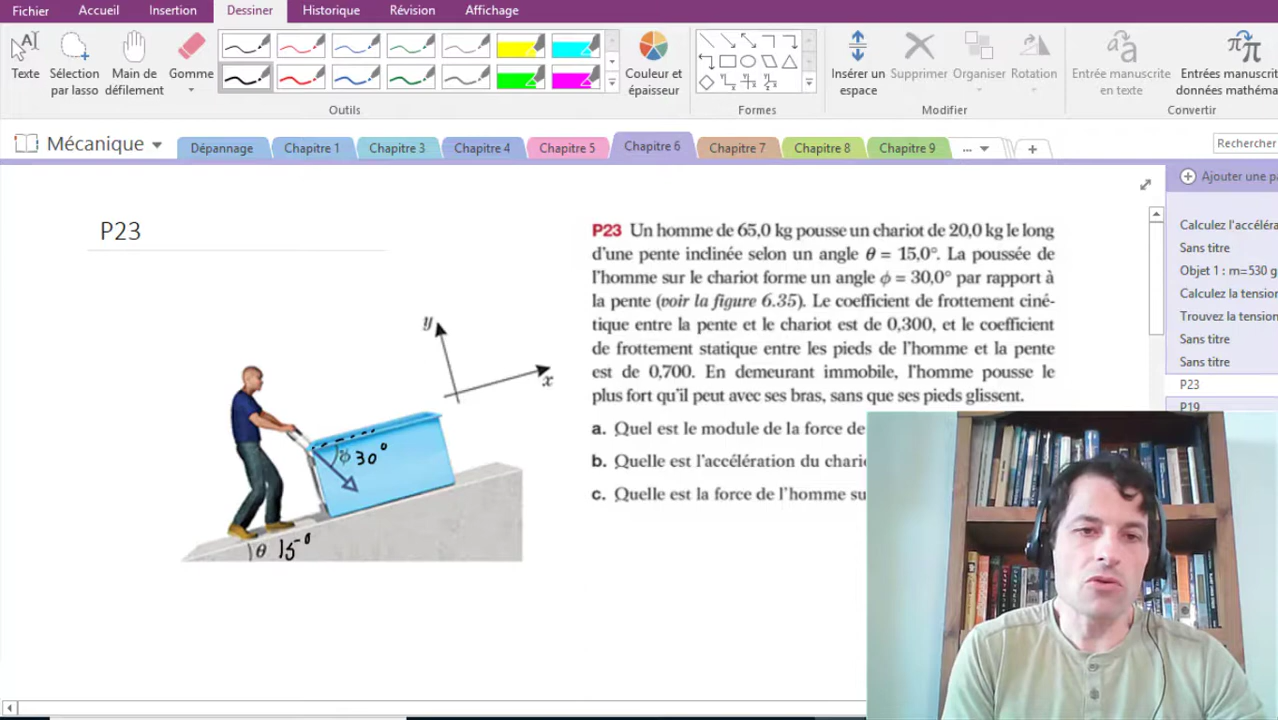 Fichier Accueil Insertion Dessiner Historique Révision Affichage
Texte
Sélection par lasso
Main de défilement
Gomme
Couleur et épaisseur
Insérer un espace
Supprimer
Organiser
Rotation
Entrée manuscrite en texte
Entrées
données
Outils Formes Modifier Convertir
Mécanique Dépannage Chapitre 1 Chapitre 3 Chapitre 4 Chapitre 5 Chapitre 6 Chapitre 7 Chapitre 8 Chapitre 9 ... +
Rechercher
Ajouter une
P23
P23 Un homme de 65,0 kg pousse un chariot de 20,0 kg le long
d'une pente inclinée selon un angle θ = 15,0°. La poussée de
l'homme sur le chariot forme un angle ϕ = 30,0° par rapport à
la pente (voir la figure 6.35). Le coefficient de frottement ciné-
tique entre la pente et le chariot est de 0,300, et le coefficient
de frottement statique entre les pieds de l'homme et la pente
est de 0,700. En demeurant immobile, l'homme pousse le
plus fort qu'il peut avec ses bras, sans que ses pieds glissent.
a. Quel est le module de la force de
b. Quelle est l'accélération du
c. Quelle est la force de l'homme
y
x
ϕ 30°
θ 15°
Calculez
Sans titre
Objet 1 : m=530 g
Calculez la tension
Trouvez la tension
Sans titre
Sans titre
P23
P19